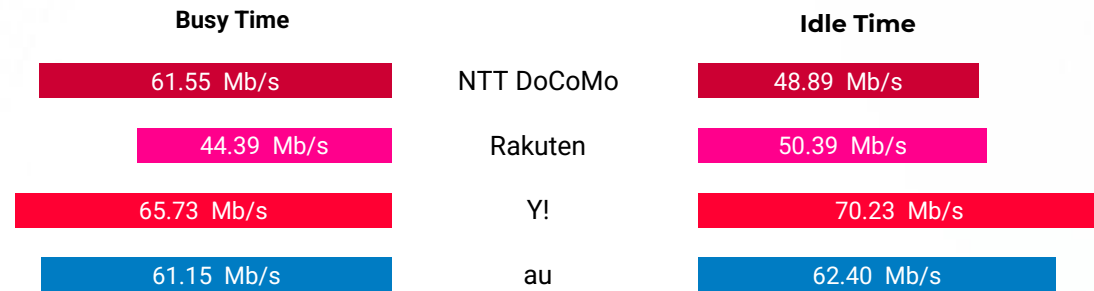 Busy Time
Idle Time
61.55 Mb/s NTT DoCoMo 48.89 Mb/s
44.39 Mb/s Rakuten 50.39 Mb/s
65.73 Mb/s Y! 70.23 Mb/s
61.15 Mb/s au 62.40 Mb/s